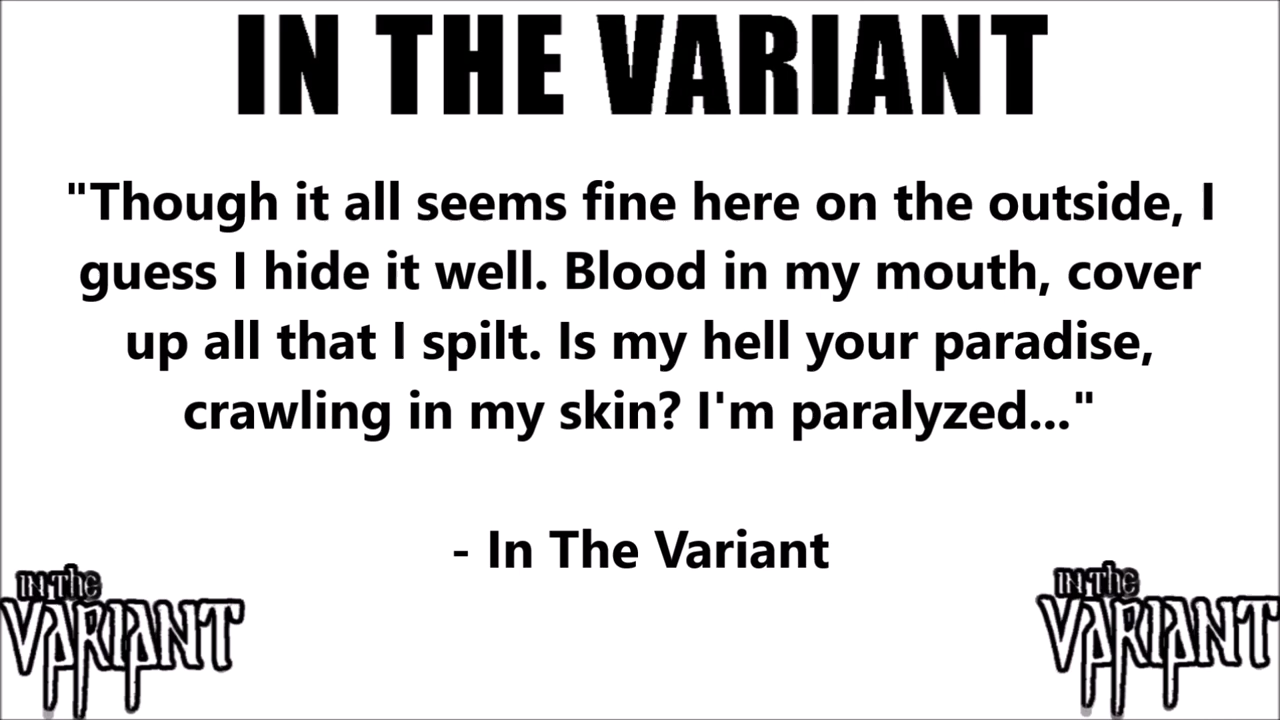 IN THE VARIANT
"Though it all seems fine here on the outside, I
guess I hide it well. Blood in my mouth, cover
up all that I spilt. Is my hell your paradise,
crawling in my skin? I'm paralyzed..."
- In The Variant
IN The
VARIANT
IN The
VARIANT